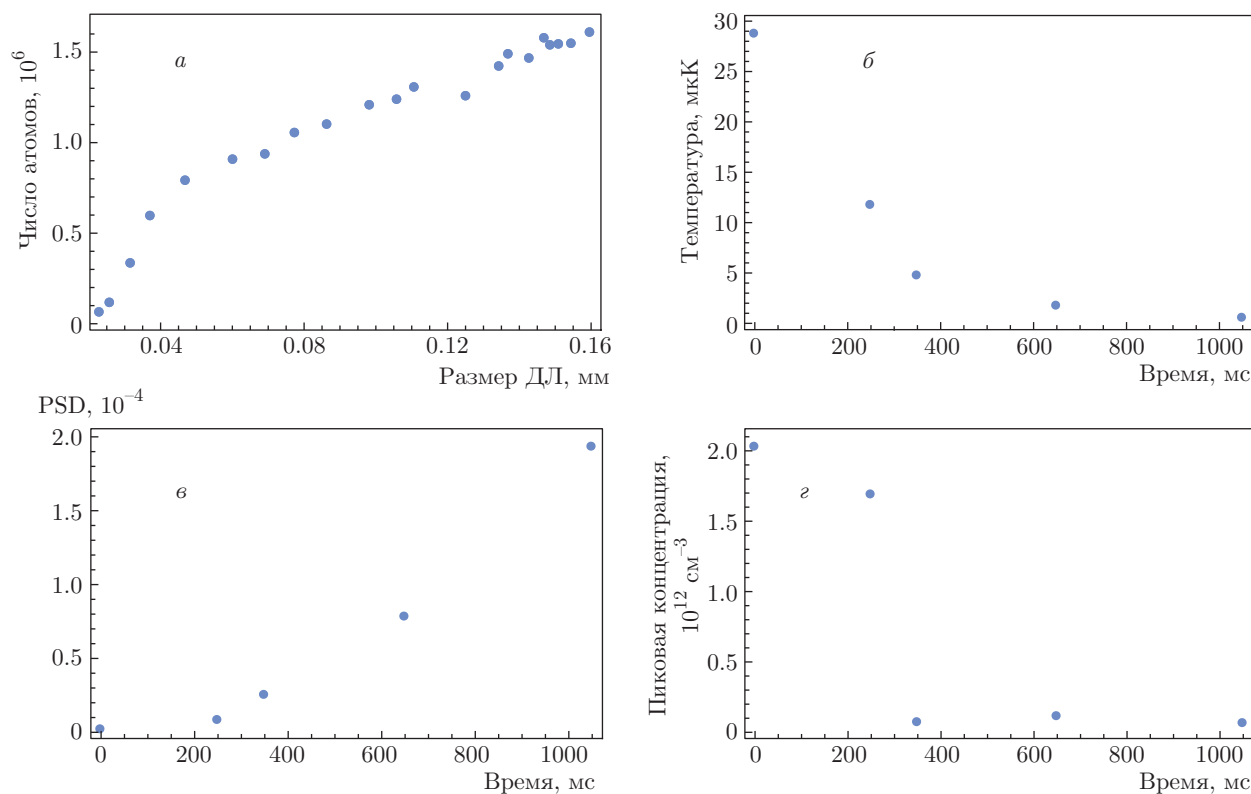 Число атомов, 10⁶
1.5
1.0
0.5
0
а
0.04 0.08 0.12 0.16
Размер ДЛ, мм
Температура, мкК
30
25
20
15
10
5
0
б
0 200 400 600 800 1000
Время, мс
PSD, 10⁻⁴
2.0
1.5
1.0
0.5
0
в
0 200 400 600 800 1000
Время, мс
Пиковая концентрация,
10¹² см⁻³
2.0
1.5
1.0
0.5
0
г
0 200 400 600 800 1000
Время, мс